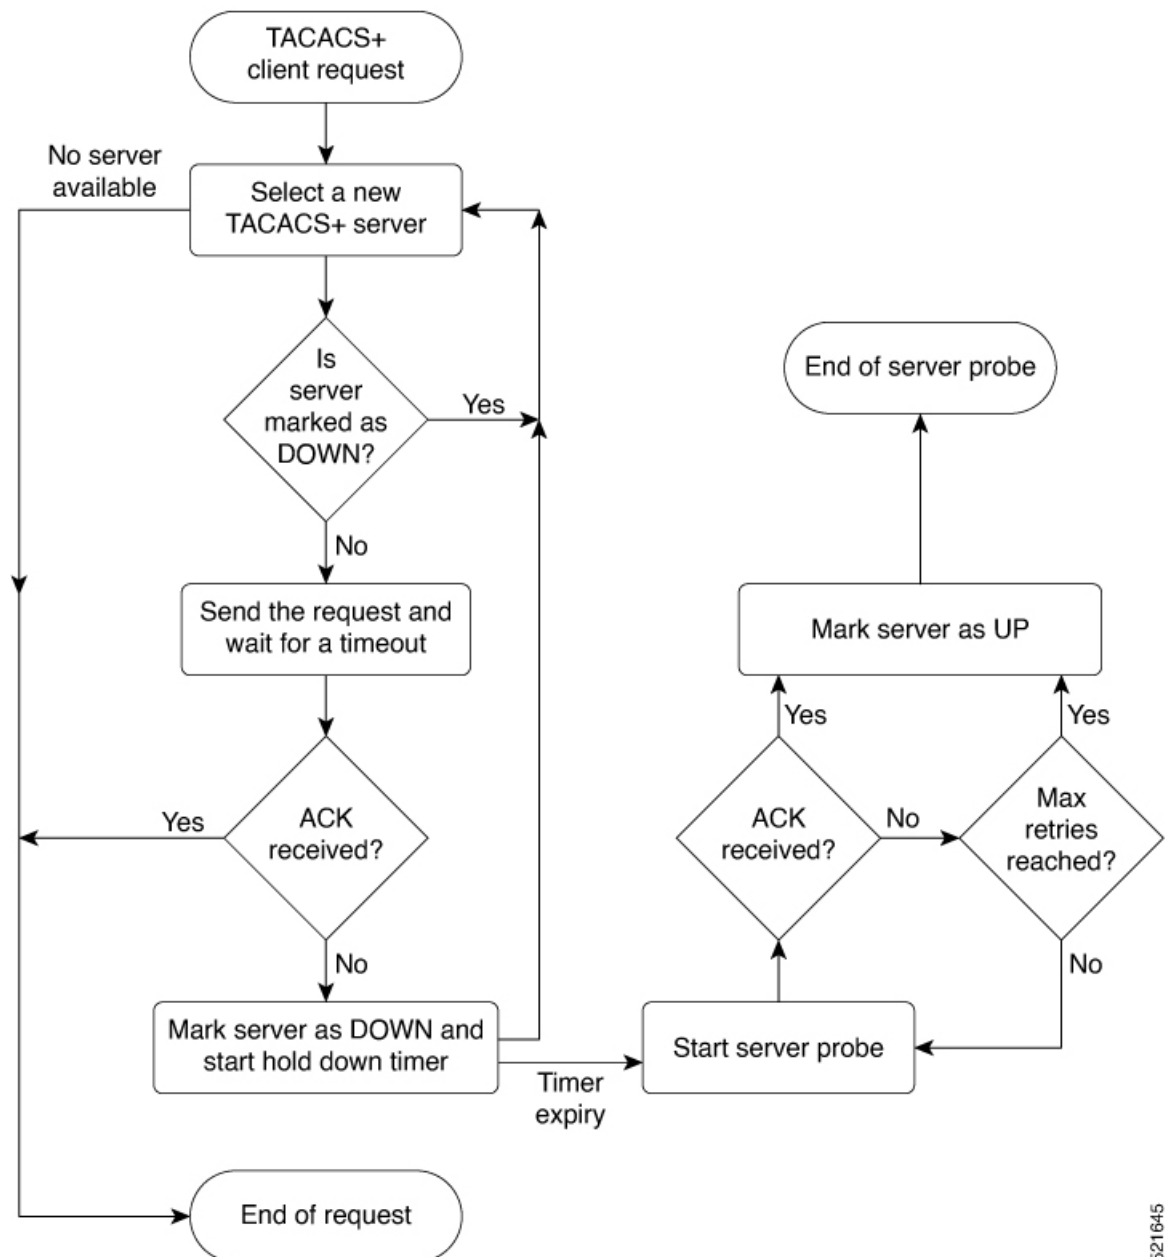 TACACS+
client request
No server
available
Select a new
TACACS+ server
Is
server
marked as
DOWN?
Yes
No
Send the request and
wait for a timeout
Yes
ACK
received?
No
Mark server as DOWN and
start hold down timer
Timer
expiry
End of request
End of server probe
Mark server as UP
Yes
Yes
ACK
received?
No
Max
retries
reached?
No
Start server probe
521645